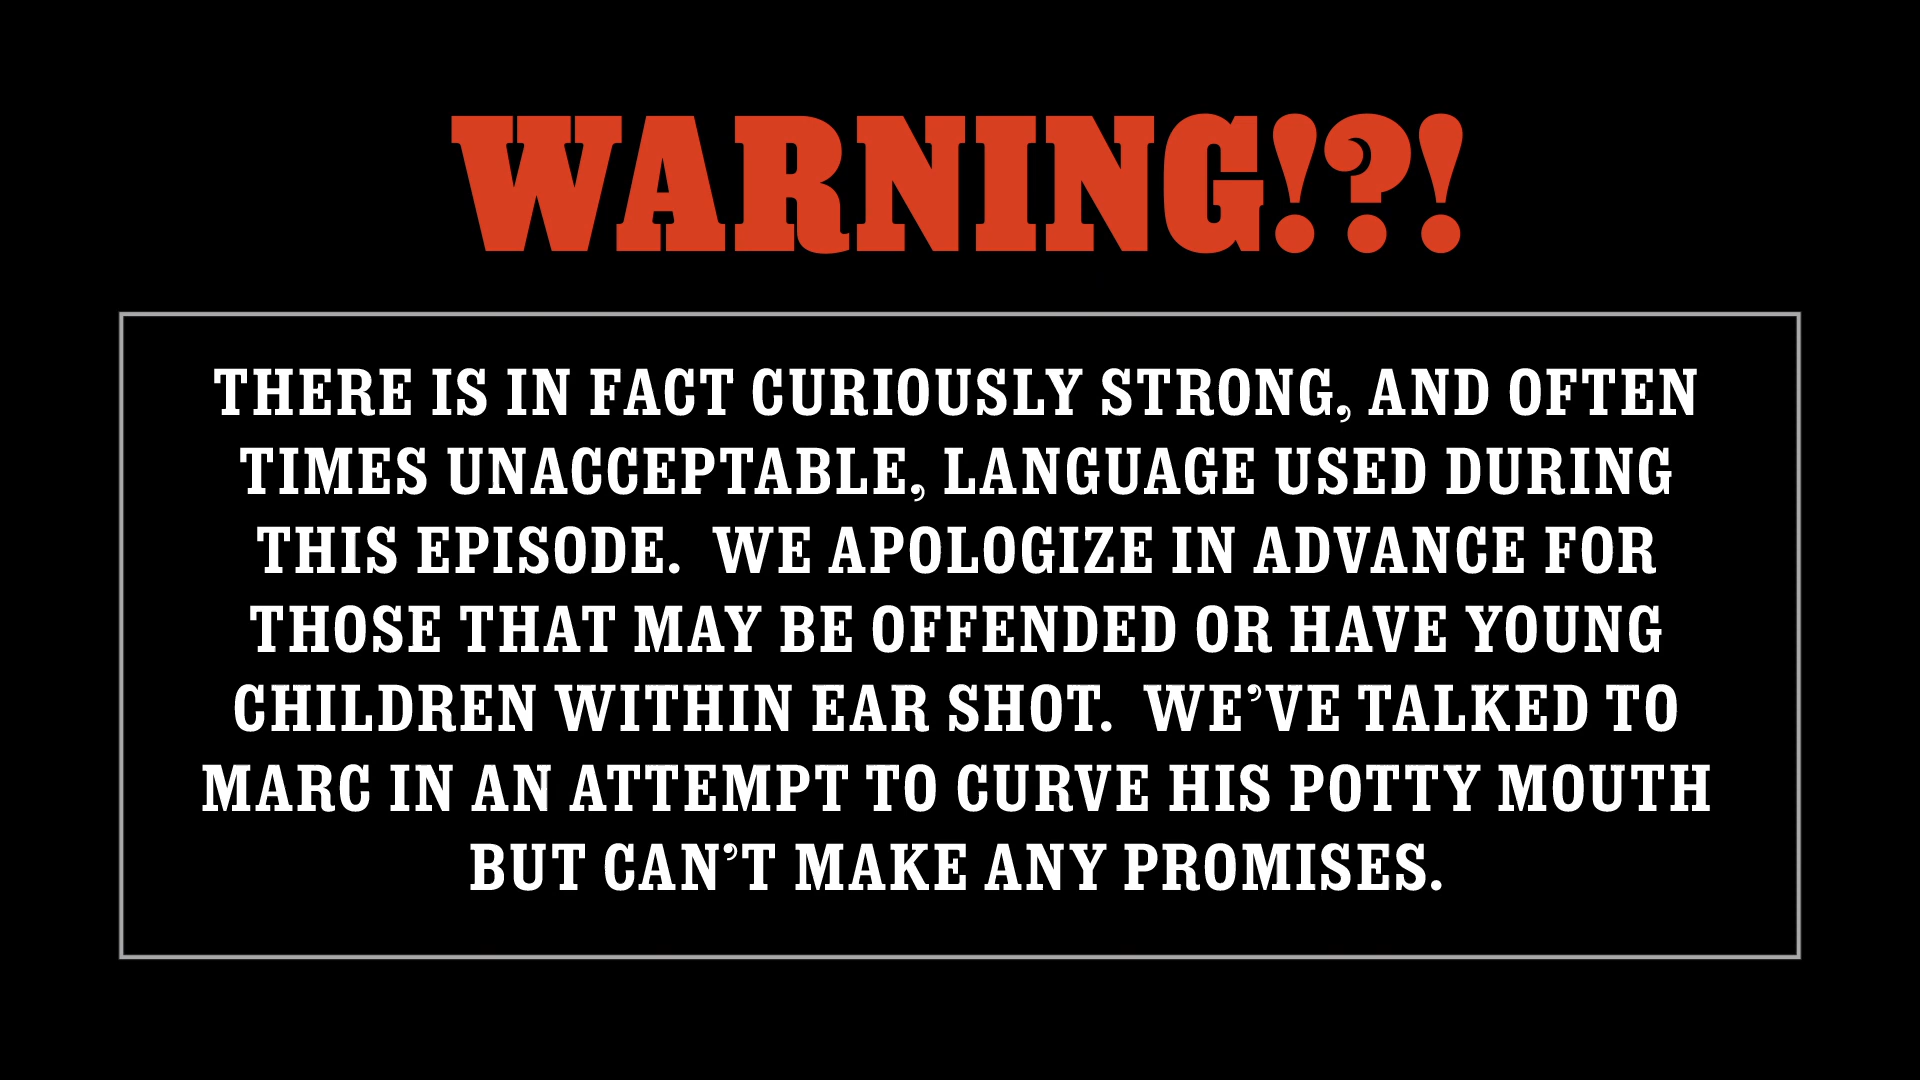 WARNING!?!
THERE IS IN FACT CURIOUSLY STRONG, AND OFTEN
TIMES UNACCEPTABLE, LANGUAGE USED DURING
THIS EPISODE.  WE APOLOGIZE IN ADVANCE FOR
THOSE THAT MAY BE OFFENDED OR HAVE YOUNG
CHILDREN WITHIN EAR SHOT.  WE’VE TALKED TO
MARC IN AN ATTEMPT TO CURVE HIS POTTY MOUTH
BUT CAN’T MAKE ANY PROMISES.